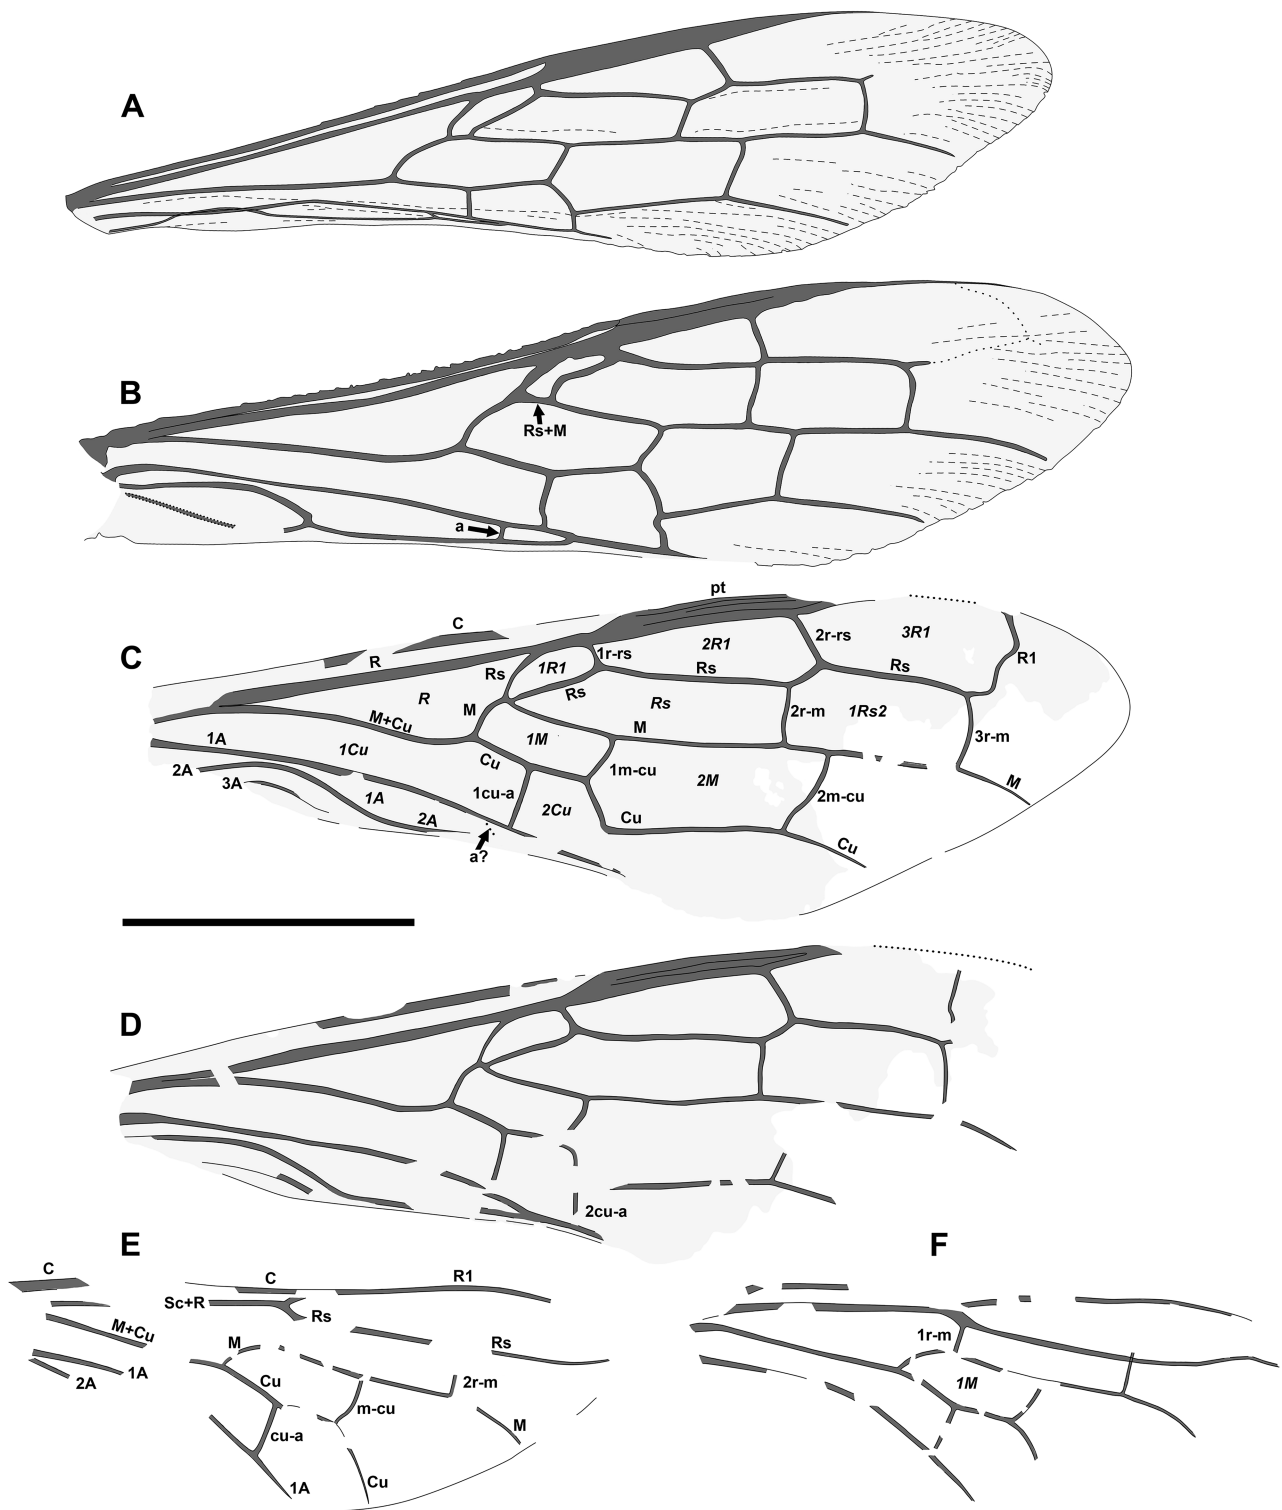 A
B
Rs+M
a
pt
C
C
R
1r-rs
2R1
2r-rs
3R1
R1
Rs
1R1
Rs
Rs
R
M
Rs
Rs
2r-m
1Rs2
M+Cu
M
3r-m
1A
1Cu
1M
Cu
1m-cu
2M
M
2A
3A
1A
1cu-a
2Cu
2m-cu
2A
Cu
Cu
a?
D
2cu-a
E
F
C
C
R1
Sc+R
Rs
M+Cu
M
Rs
1r-m
1A
2A
Cu
2r-m
1M
m-cu
M
cu-a
Cu
1A